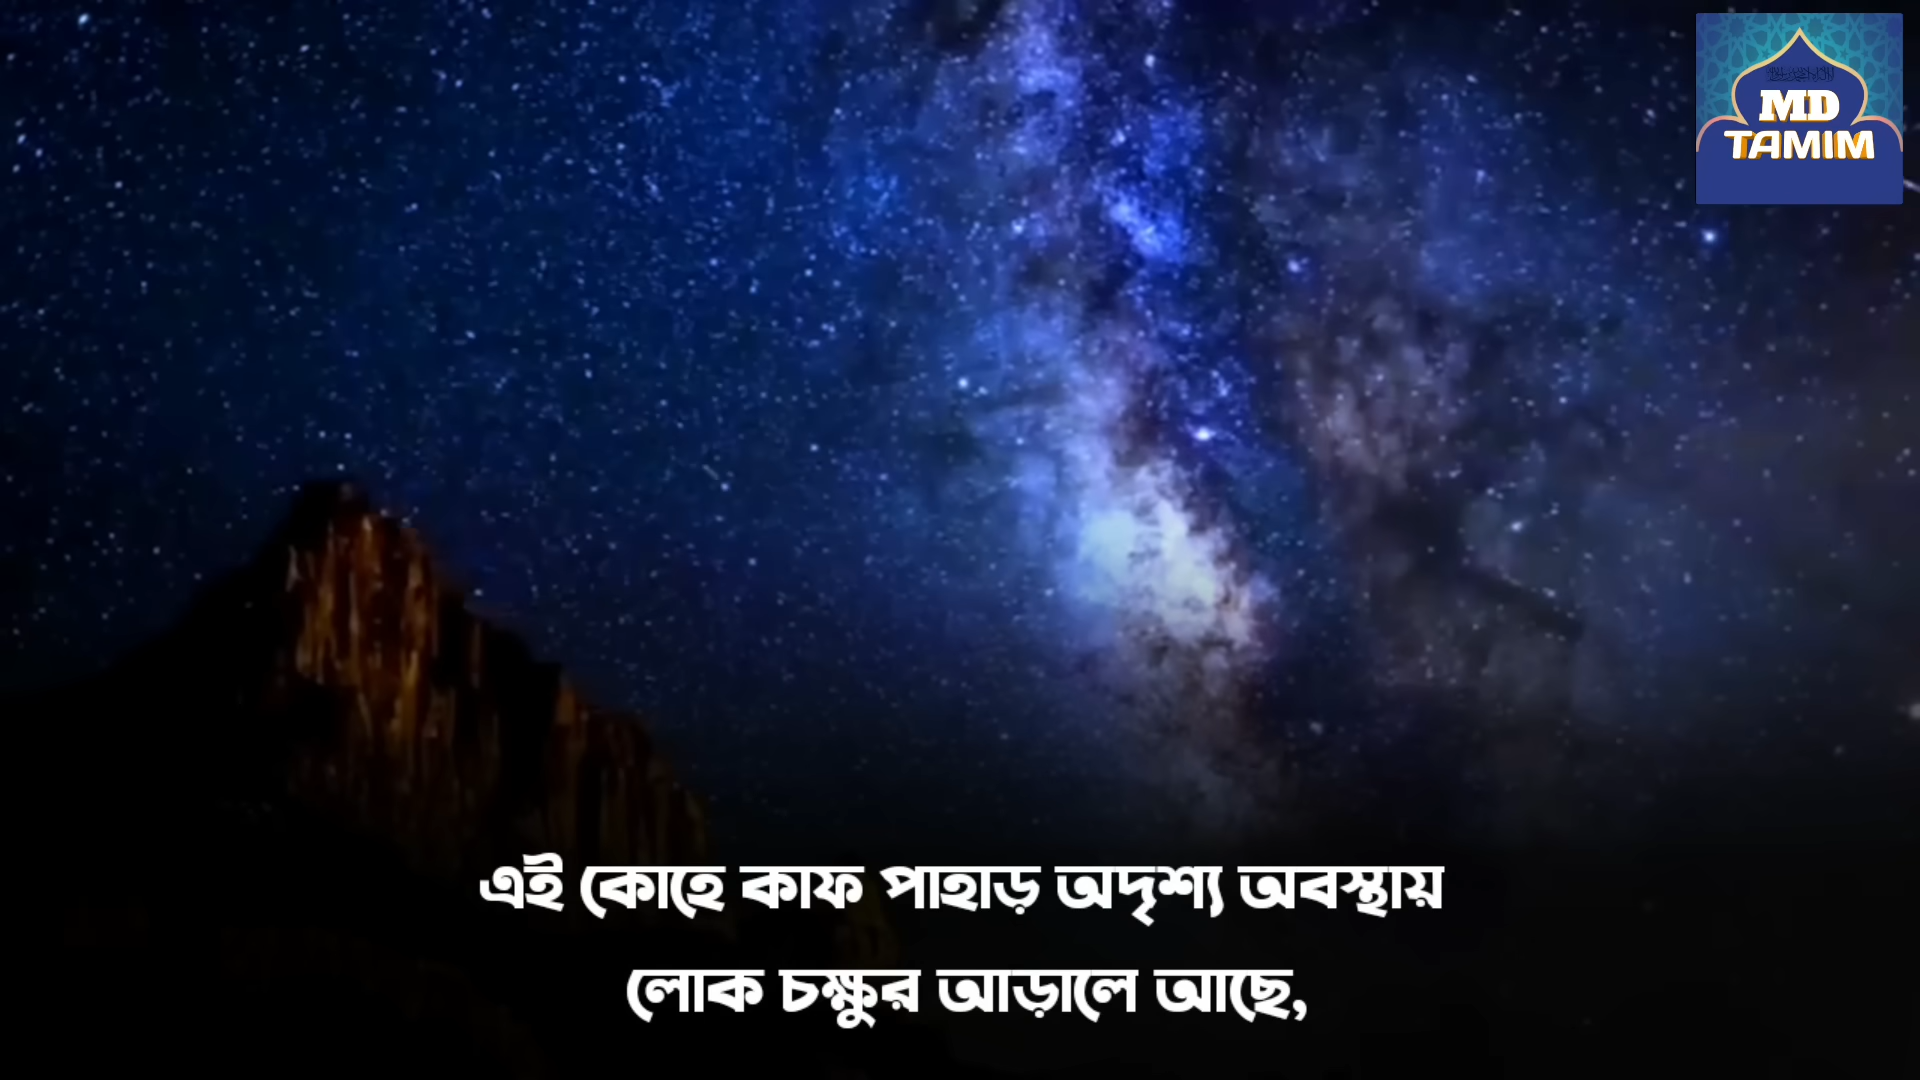 MD
TAMIM
এই কোহে কাফ পাহাড় অদৃশ্য অবস্থায়
লোক চক্ষুর আড়ালে আছে,